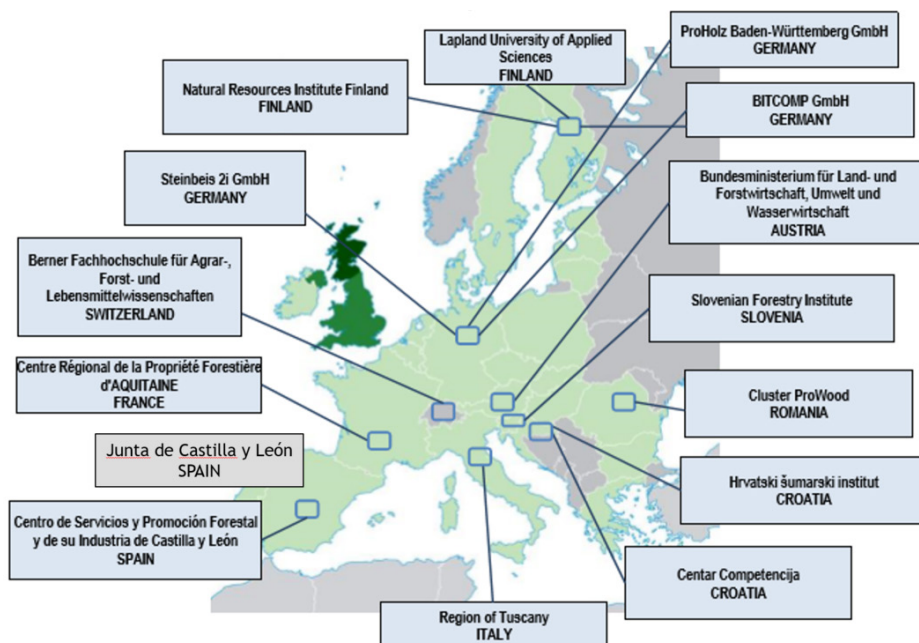 Lapland University of Applied
Sciences
FINLAND
ProHolz Baden-Württemberg GmbH
GERMANY
Natural Resources Institute Finland
FINLAND
BITCOMP GmbH
GERMANY
Steinbeis 2i GmbH
GERMANY
Bundesministerium für Land- und
Forstwirtschaft, Umwelt und
Wasserwirtschaft
AUSTRIA
Berner Fachhochschule für Agrar-,
Forst- und
Lebensmittelwissenschaften
SWITZERLAND
Slovenian Forestry Institute
SLOVENIA
Centre Régional de la Propriété Forestière
d'AQUITAINE
FRANCE
Cluster ProWood
ROMANIA
Junta de Castilla y León
SPAIN
Hrvatski šumarski institut
CROATIA
Centro de Servicios y Promoción Forestal
y de su Industria de Castilla y León
SPAIN
Centar Competencija
CROATIA
Region of Tuscany
ITALY